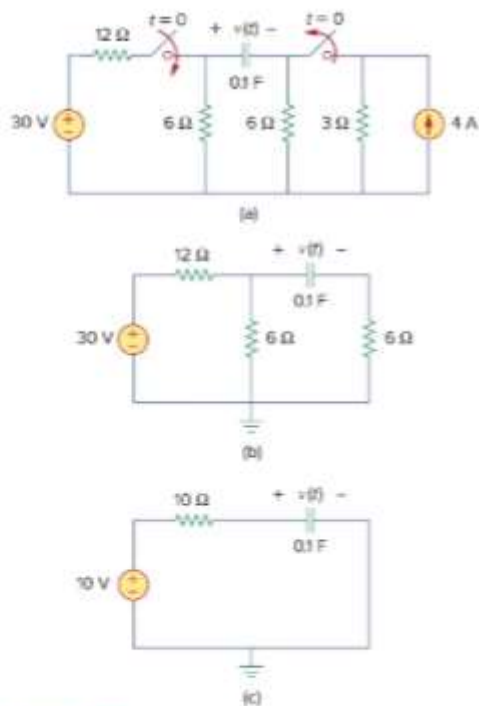 t = 0 + v(t) − t = 0
12 Ω
0.1 F
30 V + − 6 Ω 6 Ω 3 Ω 4 A
(a)
12 Ω + v(t) −
0.1 F
30 V + − 6 Ω 6 Ω
(b)
10 Ω + v(t) −
0.1 F
10 V + −
(c)